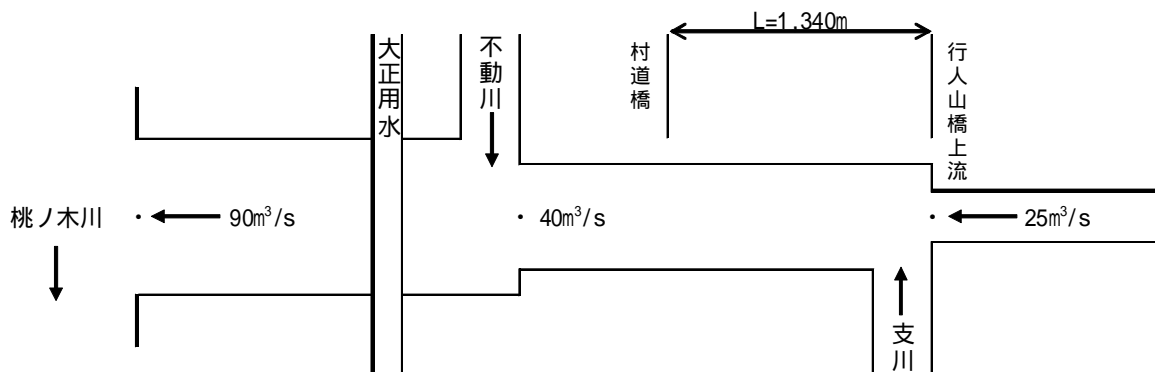 L=1,340m
大正用水
不動川
村道橋
行人山橋上流
桃ノ木川
90m³/s
40m³/s
25m³/s
支川